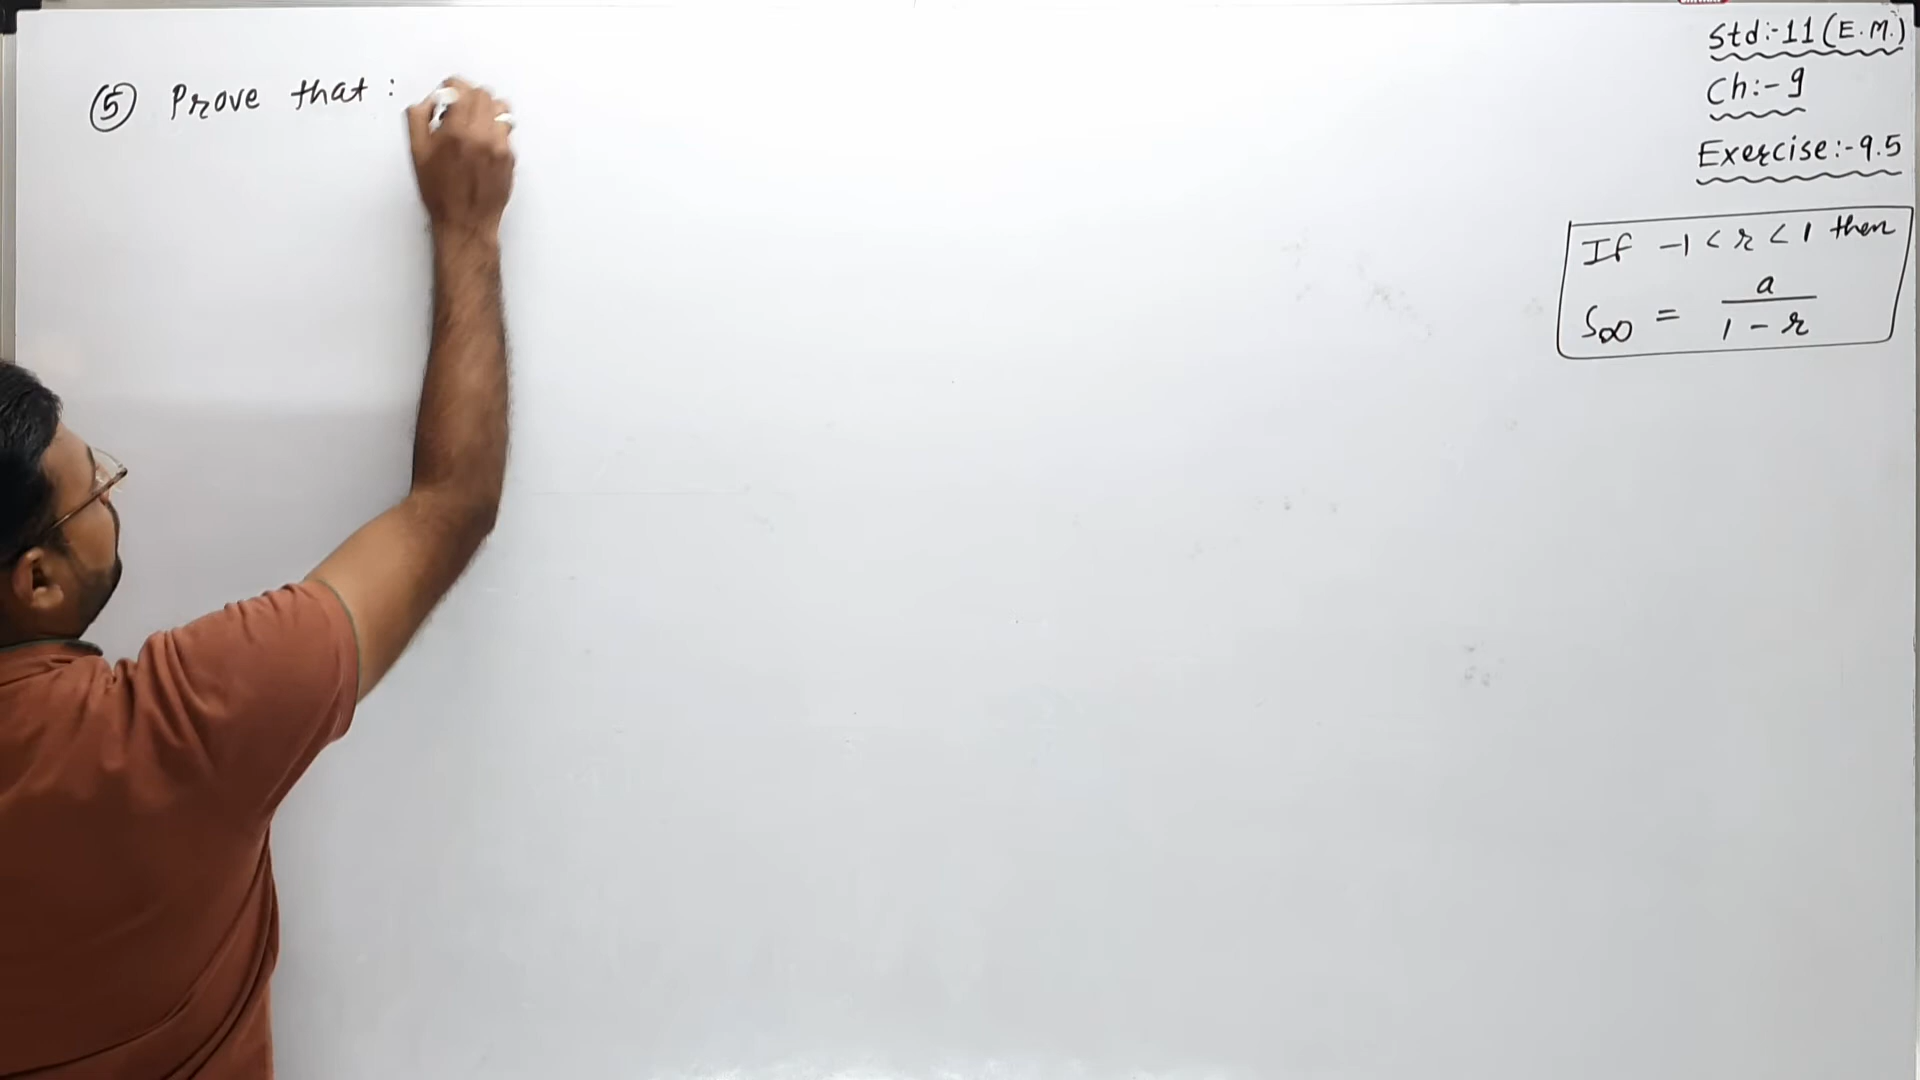 ⑤ Prove that :
Std:-11 (E.M.)
Ch:-9
Exercise:-9.5
If -1 < r < 1 then
S∞ = a / 1 - r